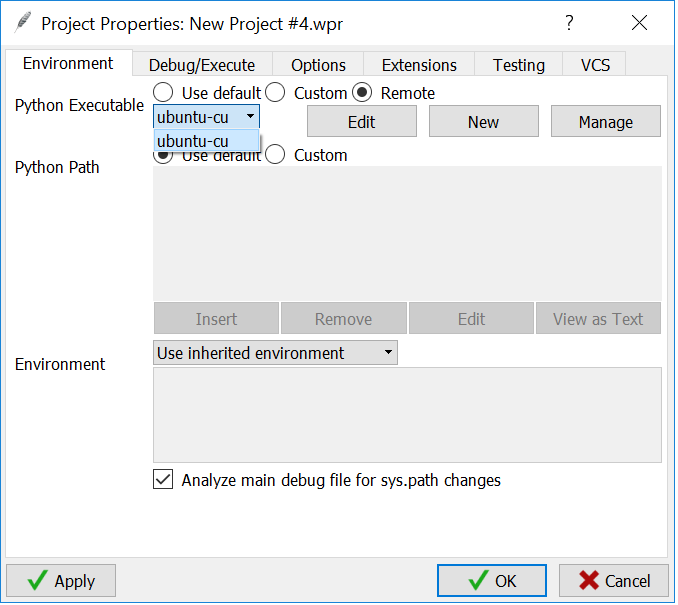 Project Properties: New Project #4.wpr
?
Environment Debug/Execute Options Extensions Testing VCS
Python Executable Use default Custom Remote
ubuntu-cu Edit New Manage
ubuntu-cu
Python Path Use default Custom
Insert Remove Edit View as Text
Environment Use inherited environment
Analyze main debug file for sys.path changes
Apply OK Cancel